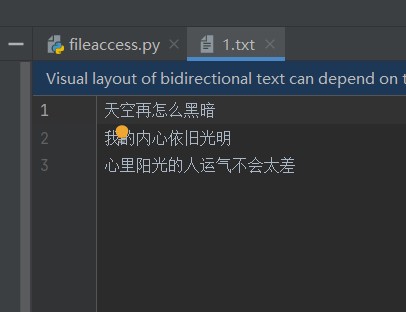 fileaccess.py 1.txt
Visual layout of bidirectional text can depend on t
1 天空再怎么黑暗
2 我的内心依旧光明
3 心里阳光的人运气不会太差